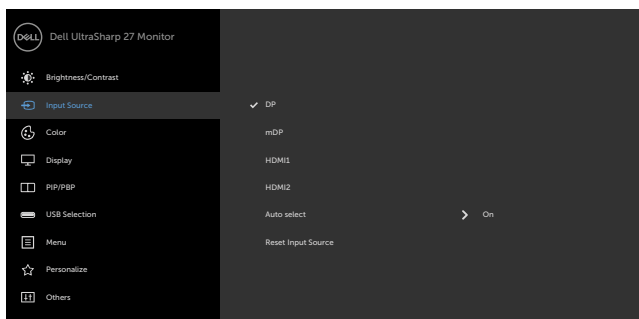 DELL Dell UltraSharp 27 Monitor
Brightness/Contrast
Input Source
DP
Color
mDP
Display
HDMI1
PIP/PBP
HDMI2
USB Selection
Auto select
On
Menu
Reset Input Source
Personalize
Others